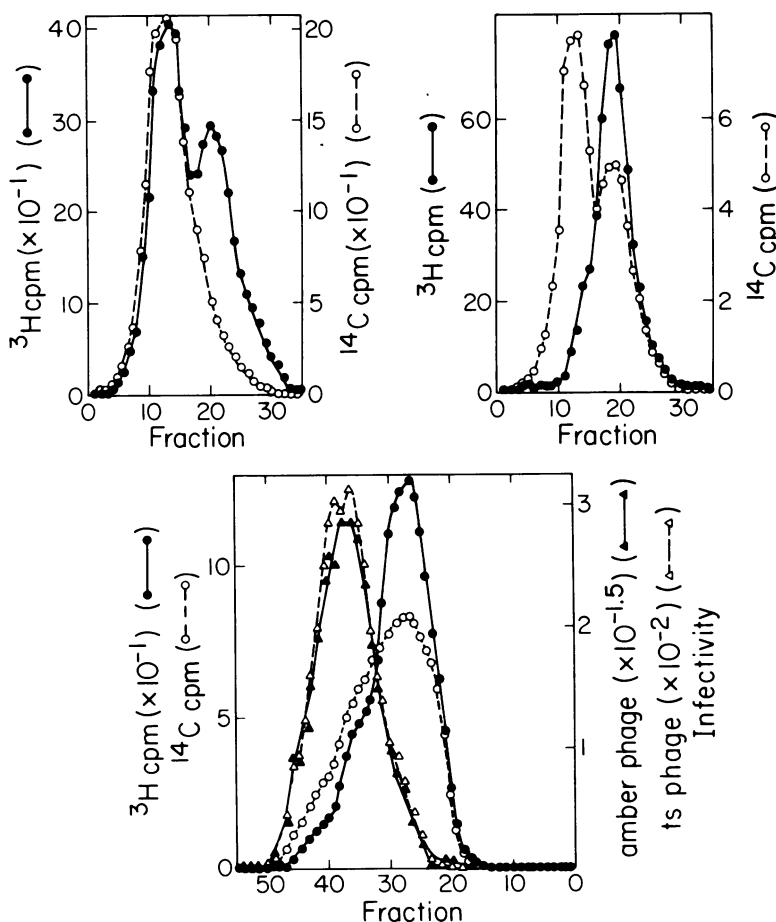 ³H cpm (×10⁻¹) (●—●)
40
30
20
10
0
20
15
10
5
0
¹⁴C cpm (×10⁻¹) (○---○)
0 10 20 30
Fraction
³H cpm (●—●)
80
60
40
20
0
6
4
2
0
¹⁴C cpm (○---○)
0 10 20 30
Fraction
³H cpm (×10⁻¹) (●—●)
¹⁴C cpm (○---○)
10
5
0
3
2
1
amber phage (×10⁻¹·⁵) (▲—▲)
ts phage (×10⁻²) (△---△)
Infectivity
50 40 30 20 10 0
Fraction